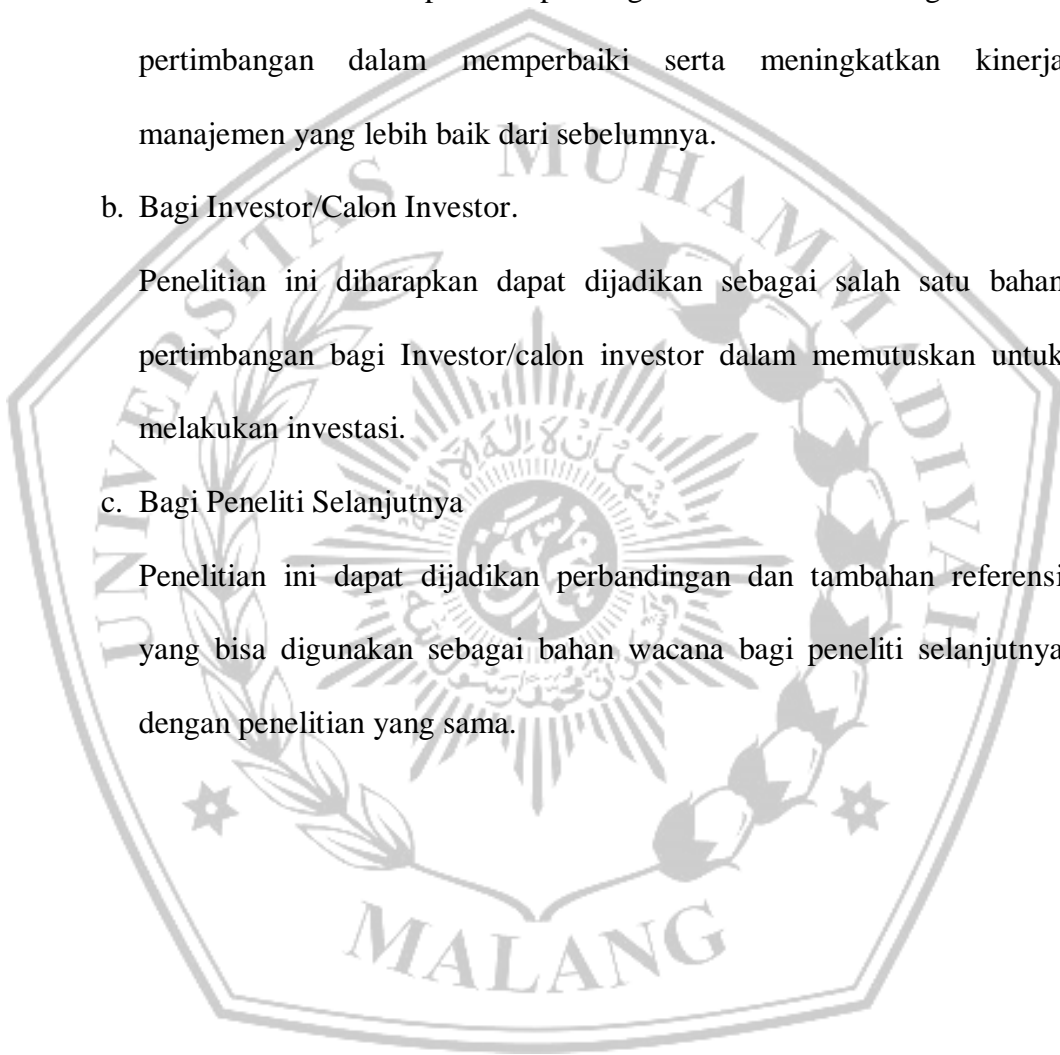 pertimbangan dalam memperbaiki serta meningkatkan kinerja
manajemen yang lebih baik dari sebelumnya.
b. Bagi Investor/Calon Investor.
Penelitian ini diharapkan dapat dijadikan sebagai salah satu bahan
pertimbangan bagi Investor/calon investor dalam memutuskan untuk
melakukan investasi.
c. Bagi Peneliti Selanjutnya
Penelitian ini dapat dijadikan perbandingan dan tambahan referensi
yang bisa digunakan sebagai bahan wacana bagi peneliti selanjutnya
dengan penelitian yang sama.
UNIVERSITAS MUHAMMADIYAH
MALANG